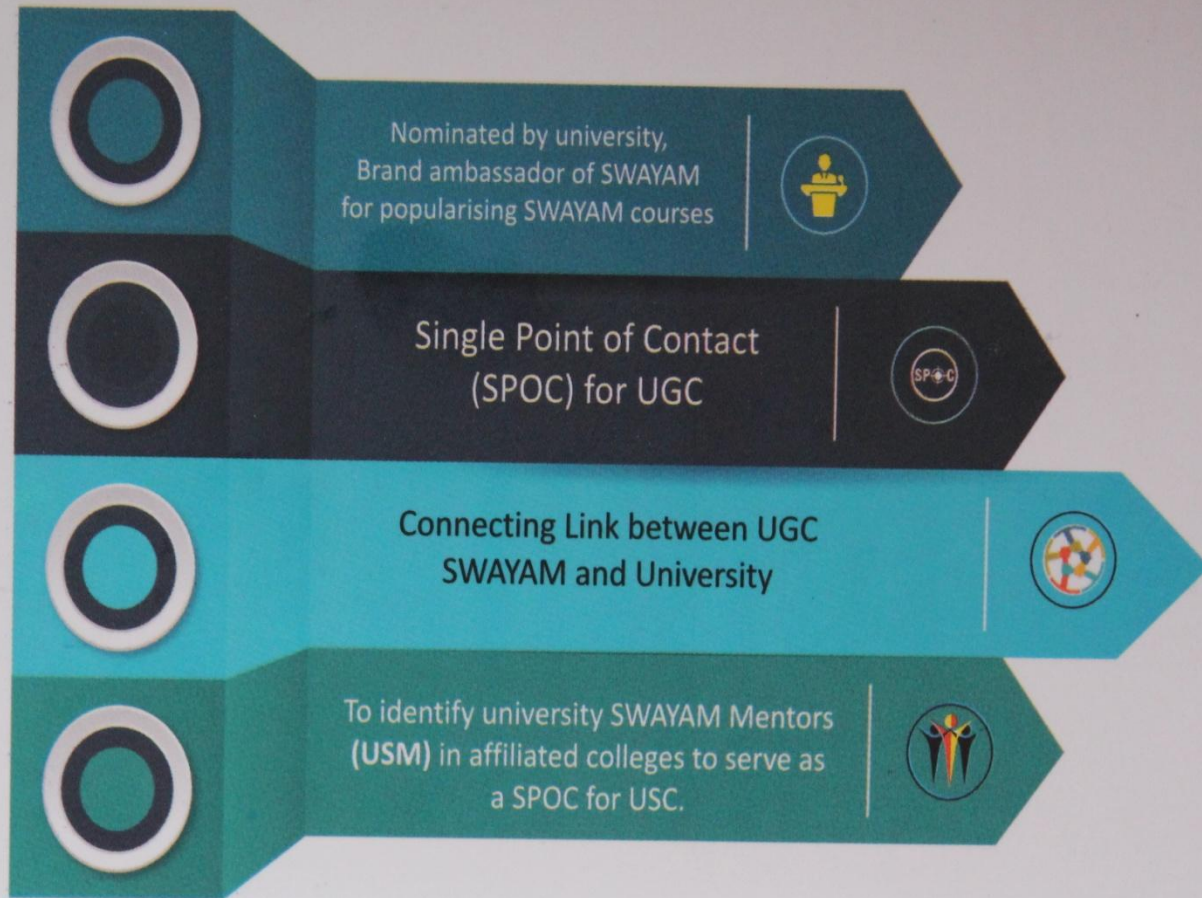 Nominated by university,
Brand ambassador of SWAYAM
for popularising SWAYAM courses
Single Point of Contact
(SPOC) for UGC
SPOC
Connecting Link between UGC
SWAYAM and University
To identify university SWAYAM Mentors
(USM) in affiliated colleges to serve as
a SPOC for USC.